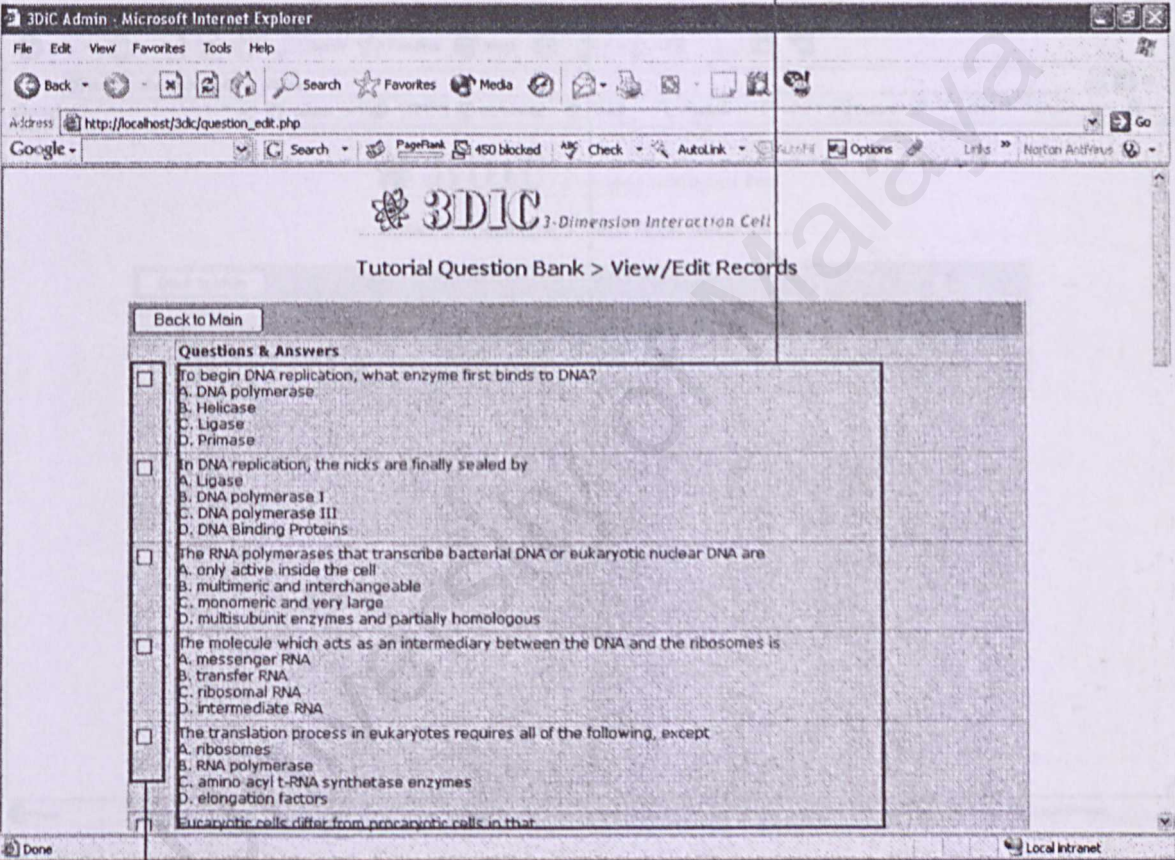 3DiC Admin - Microsoft Internet Explorer
File Edit View Favorites Tools Help
Back Search Favorites Media
Address http://localhost/3dic/question_edit.php Go
Google Search PageRank 450 blocked ABC Check AutoLink AutoFill Options Links » Norton AntiVirus
3DIC 3-Dimension Interaction Cell
Tutorial Question Bank > View/Edit Records
Back to Main
Questions & Answers
To begin DNA replication, what enzyme first binds to DNA?
A. DNA polymerase
B. Helicase
C. Ligase
D. Primase
In DNA replication, the nicks are finally sealed by
A. Ligase
B. DNA polymerase I
C. DNA polymerase III
D. DNA Binding Proteins
The RNA polymerases that transcribe bacterial DNA or eukaryotic nuclear DNA are
A. only active inside the cell
B. multimeric and interchangeable
C. monomeric and very large
D. multisubunit enzymes and partially homologous
The molecule which acts as an intermediary between the DNA and the ribosomes is
A. messenger RNA
B. transfer RNA
C. ribosomal RNA
D. intermediate RNA
The translation process in eukaryotes requires all of the following, except
A. ribosomes
B. RNA polymerase
C. amino acyl t-RNA synthetase enzymes
D. elongation factors
Eucaryotic cells differ from procaryotic cells in that
Done Local intranet
University of Malaya